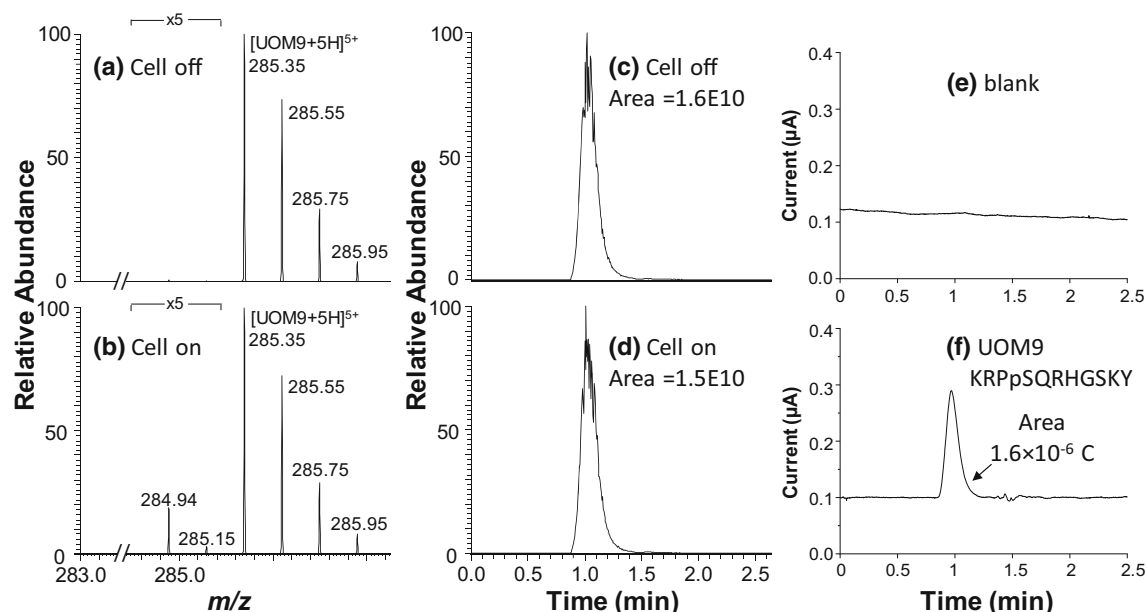 x5
100
(a) Cell off
[UOM9+5H]⁵⁺
285.35
285.55
50
285.75
285.95
0
Relative Abundance
x5
100
(b) Cell on
[UOM9+5H]⁵⁺
285.35
285.55
50
285.75
284.94
285.15
285.95
0
283.0
285.0
m/z
Relative Abundance
100
(c) Cell off
Area =1.6E10
50
0
Relative Abundance
100
(d) Cell on
Area =1.5E10
50
0
0.0
0.5
1.0
1.5
2.0
2.5
Time (min)
Relative Abundance
0.4
(e) blank
0.3
0.2
0.1
0.0
0
0.5
1
1.5
2
2.5
Current (µA)
0.4
(f) UOM9
KRPpSQRHGSKY
0.3
Area
1.6×10⁻⁶ C
0.2
0.1
0.0
0
0.5
1
1.5
2
2.5
Time (min)
Current (µA)